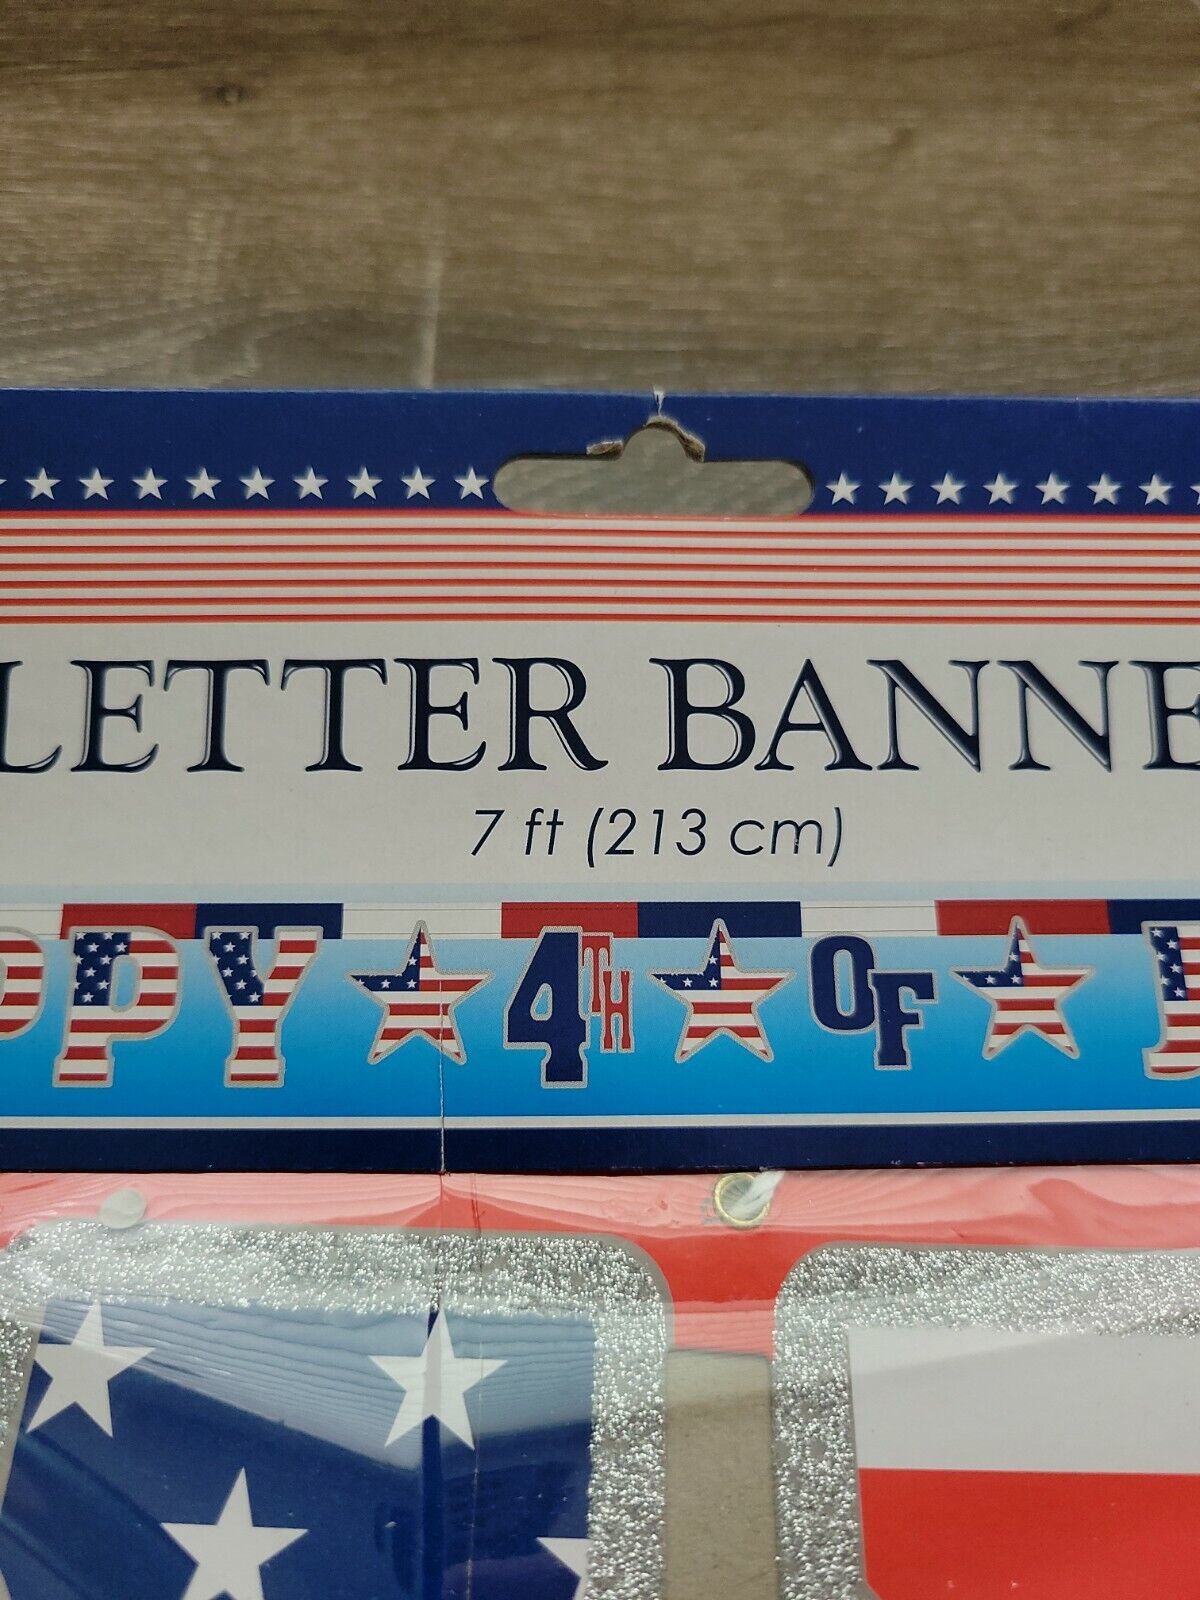 LETTER BANNE
7 ft (213 cm)
PPY 4TH OF J